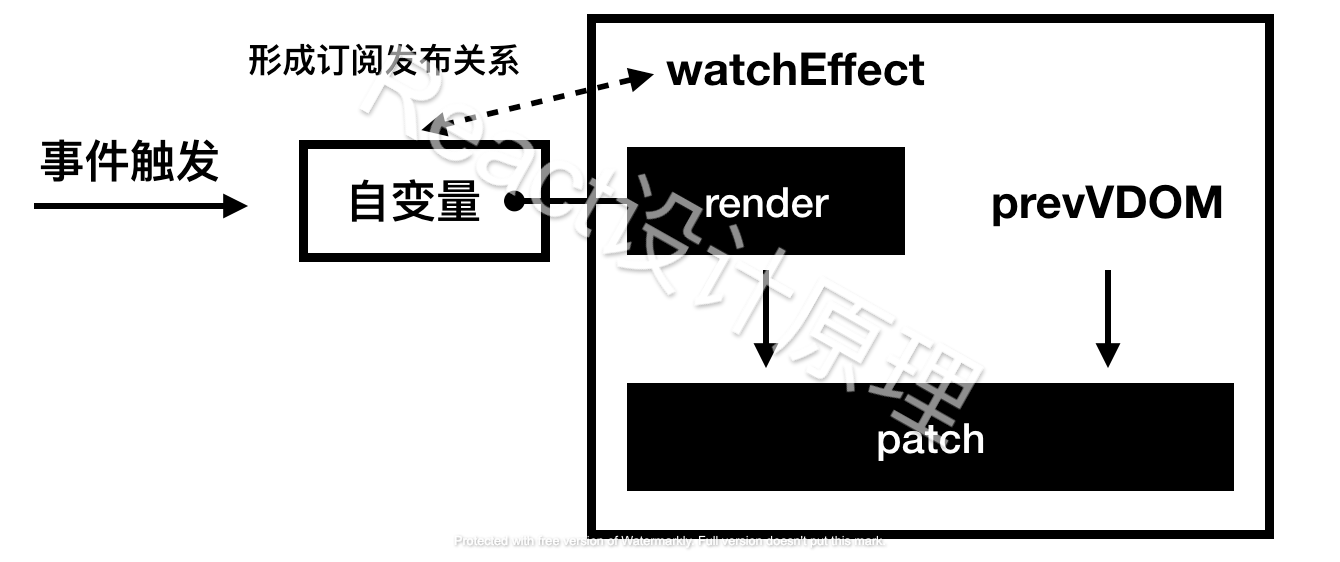 形成订阅发布关系
watchEffect
事件触发
自变量
render
prevVDOM
patch
React设计原理
Protected with free version of Watermarkly. Full version doesn't put this mark.